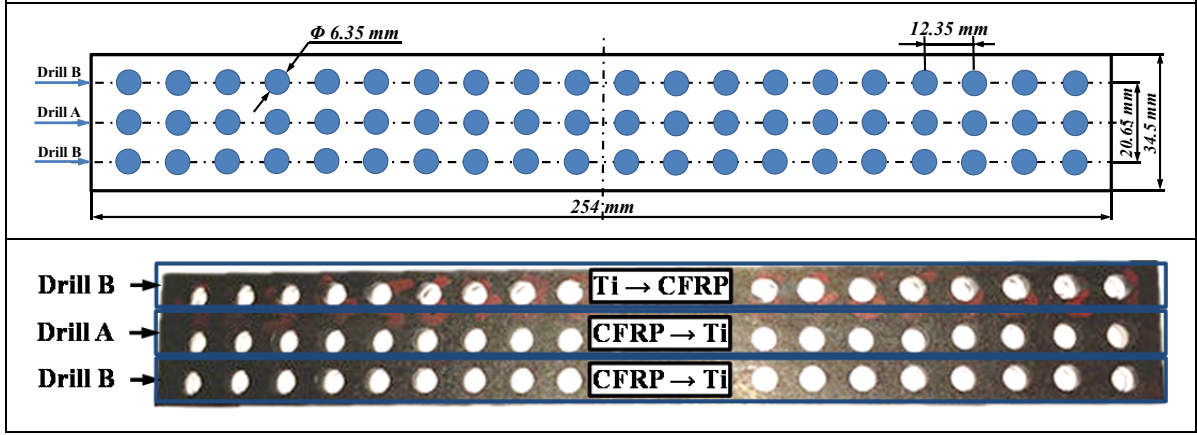 Φ 6.35 mm
12.35 mm
Drill B
Drill A
Drill B
20.65 mm
34.5 mm
254 mm
Drill B
Ti → CFRP
Drill A
CFRP → Ti
Drill B
CFRP → Ti